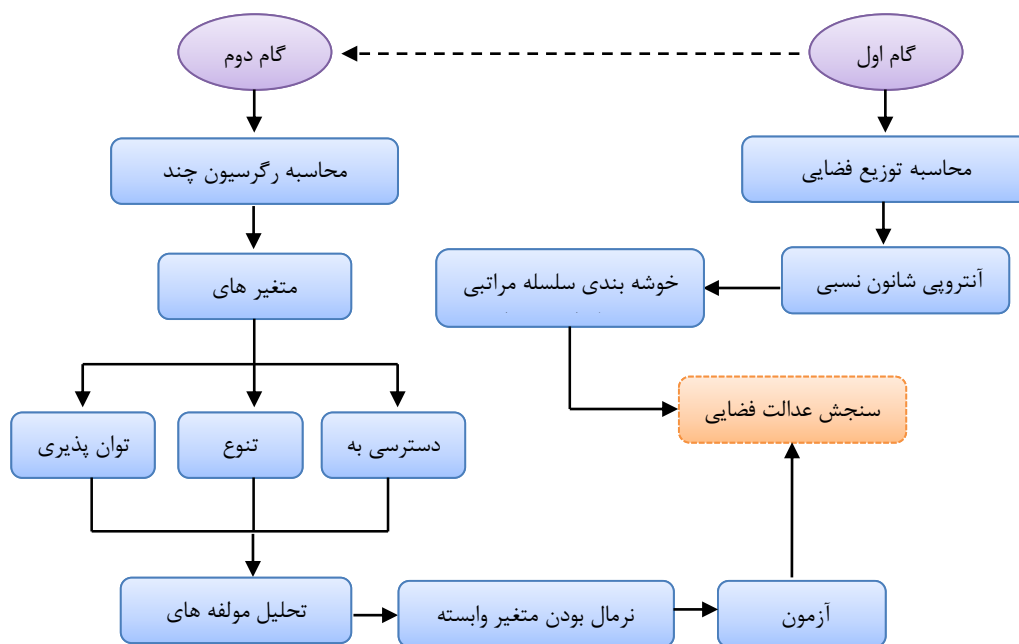 گام اول
گام دوم
محاسبه توزیع فضایی
محاسبه رگرسیون چند
آنتروپی شانون نسبی
خوشه بندی سلسله مراتبی
متغیر های
سنجش عدالت فضایی
دسترسی به
تنوع
توان پذیری
تحلیل مولفه های
نرمال بودن متغیر وابسته
آزمون